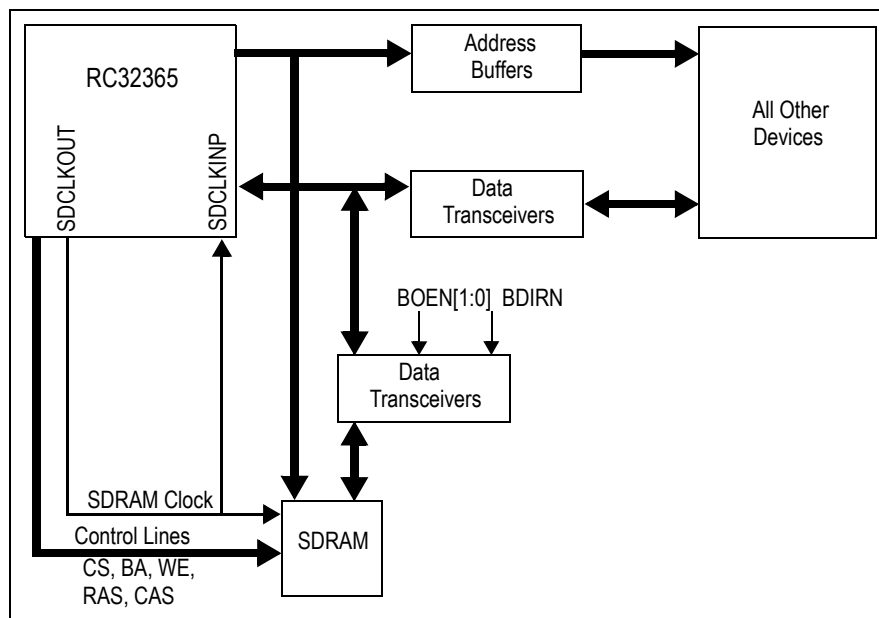 RC32365
SDCLKOUT
SDCLKINP
Address
Buffers
All Other
Devices
Data
Transceivers
BOEN[1:0] BDIRN
Data
Transceivers
SDRAM Clock
Control Lines
SDRAM
CS, BA, WE,
RAS, CAS